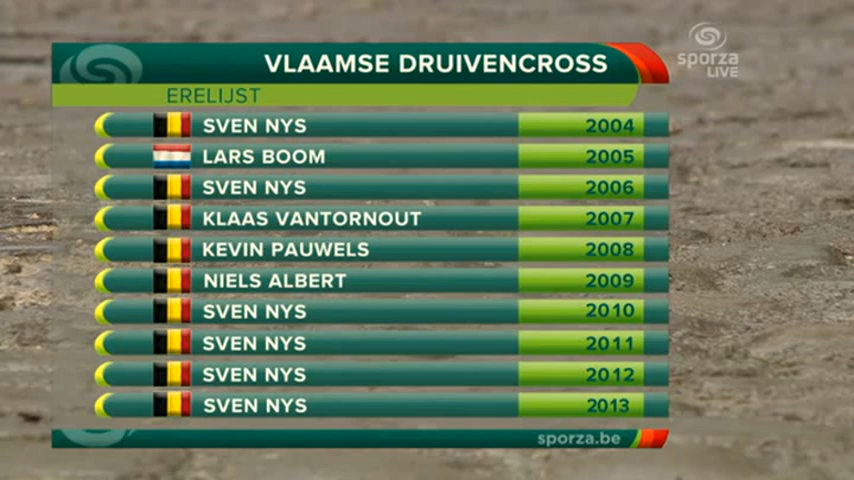 VLAAMSE DRUIVENCROSS
sporza
LIVE
ERELIJST
SVEN NYS 2004
LARS BOOM 2005
SVEN NYS 2006
KLAAS VANTORNOUT 2007
KEVIN PAUWELS 2008
NIELS ALBERT 2009
SVEN NYS 2010
SVEN NYS 2011
SVEN NYS 2012
SVEN NYS 2013
sporza.be